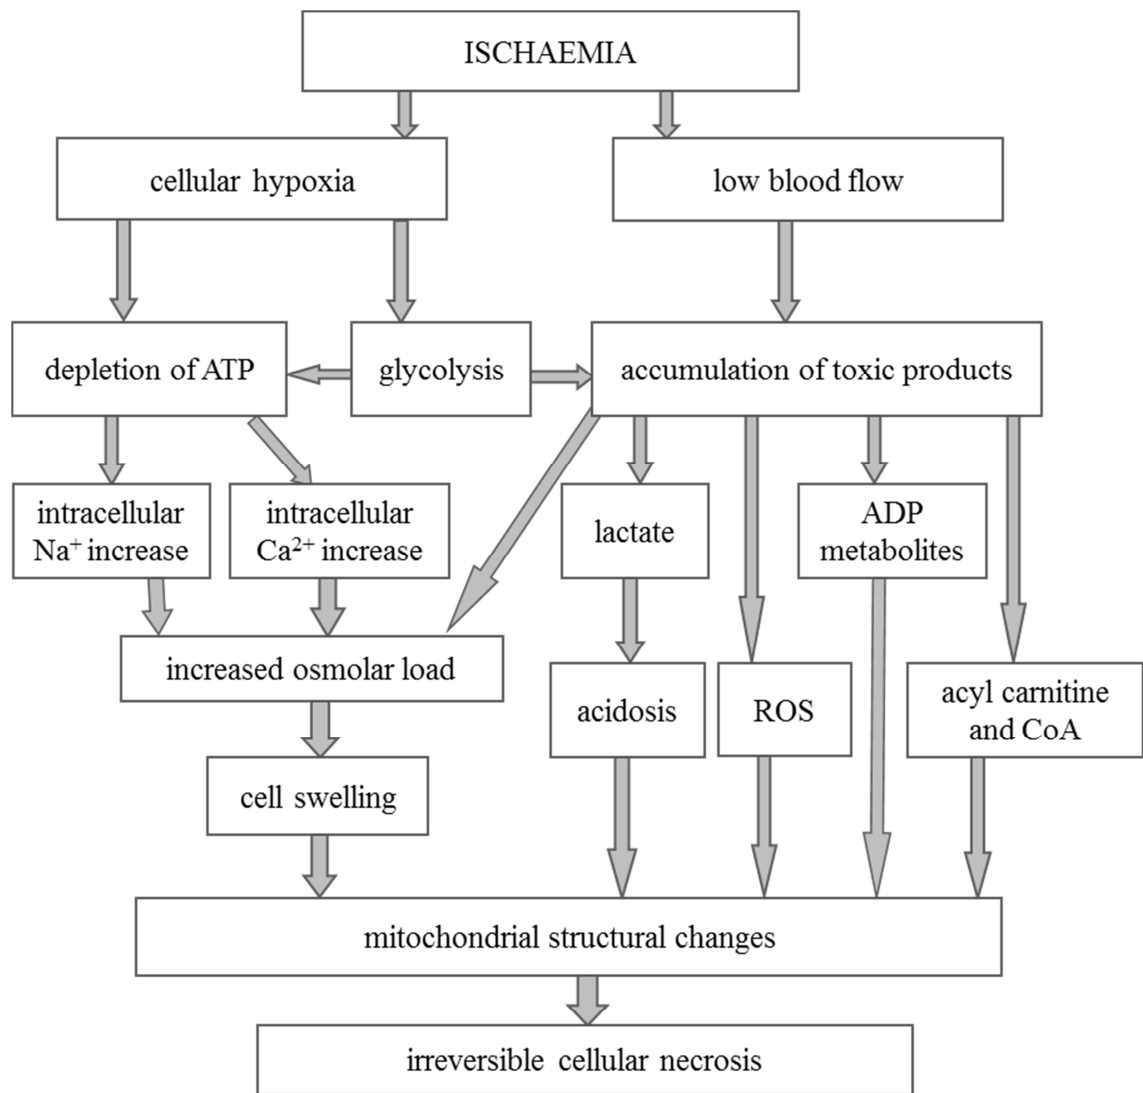 ISCHAEMIA
cellular hypoxia
low blood flow
depletion of ATP
glycolysis
accumulation of toxic products
intracellular
Na⁺ increase
intracellular
Ca²⁺ increase
lactate
ADP
metabolites
increased osmolar load
acidosis
ROS
acyl carnitine
and CoA
cell swelling
mitochondrial structural changes
irreversible cellular necrosis